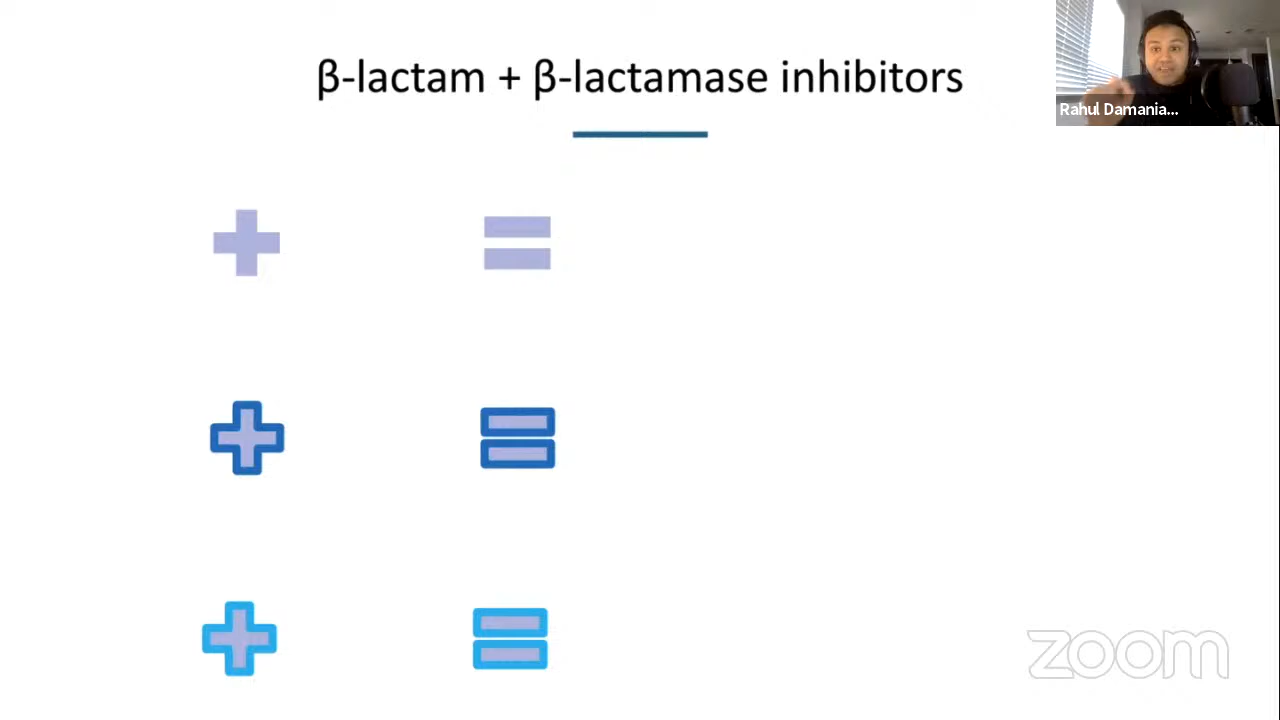 β-lactam + β-lactamase inhibitors
Rahul Damania...
zoom